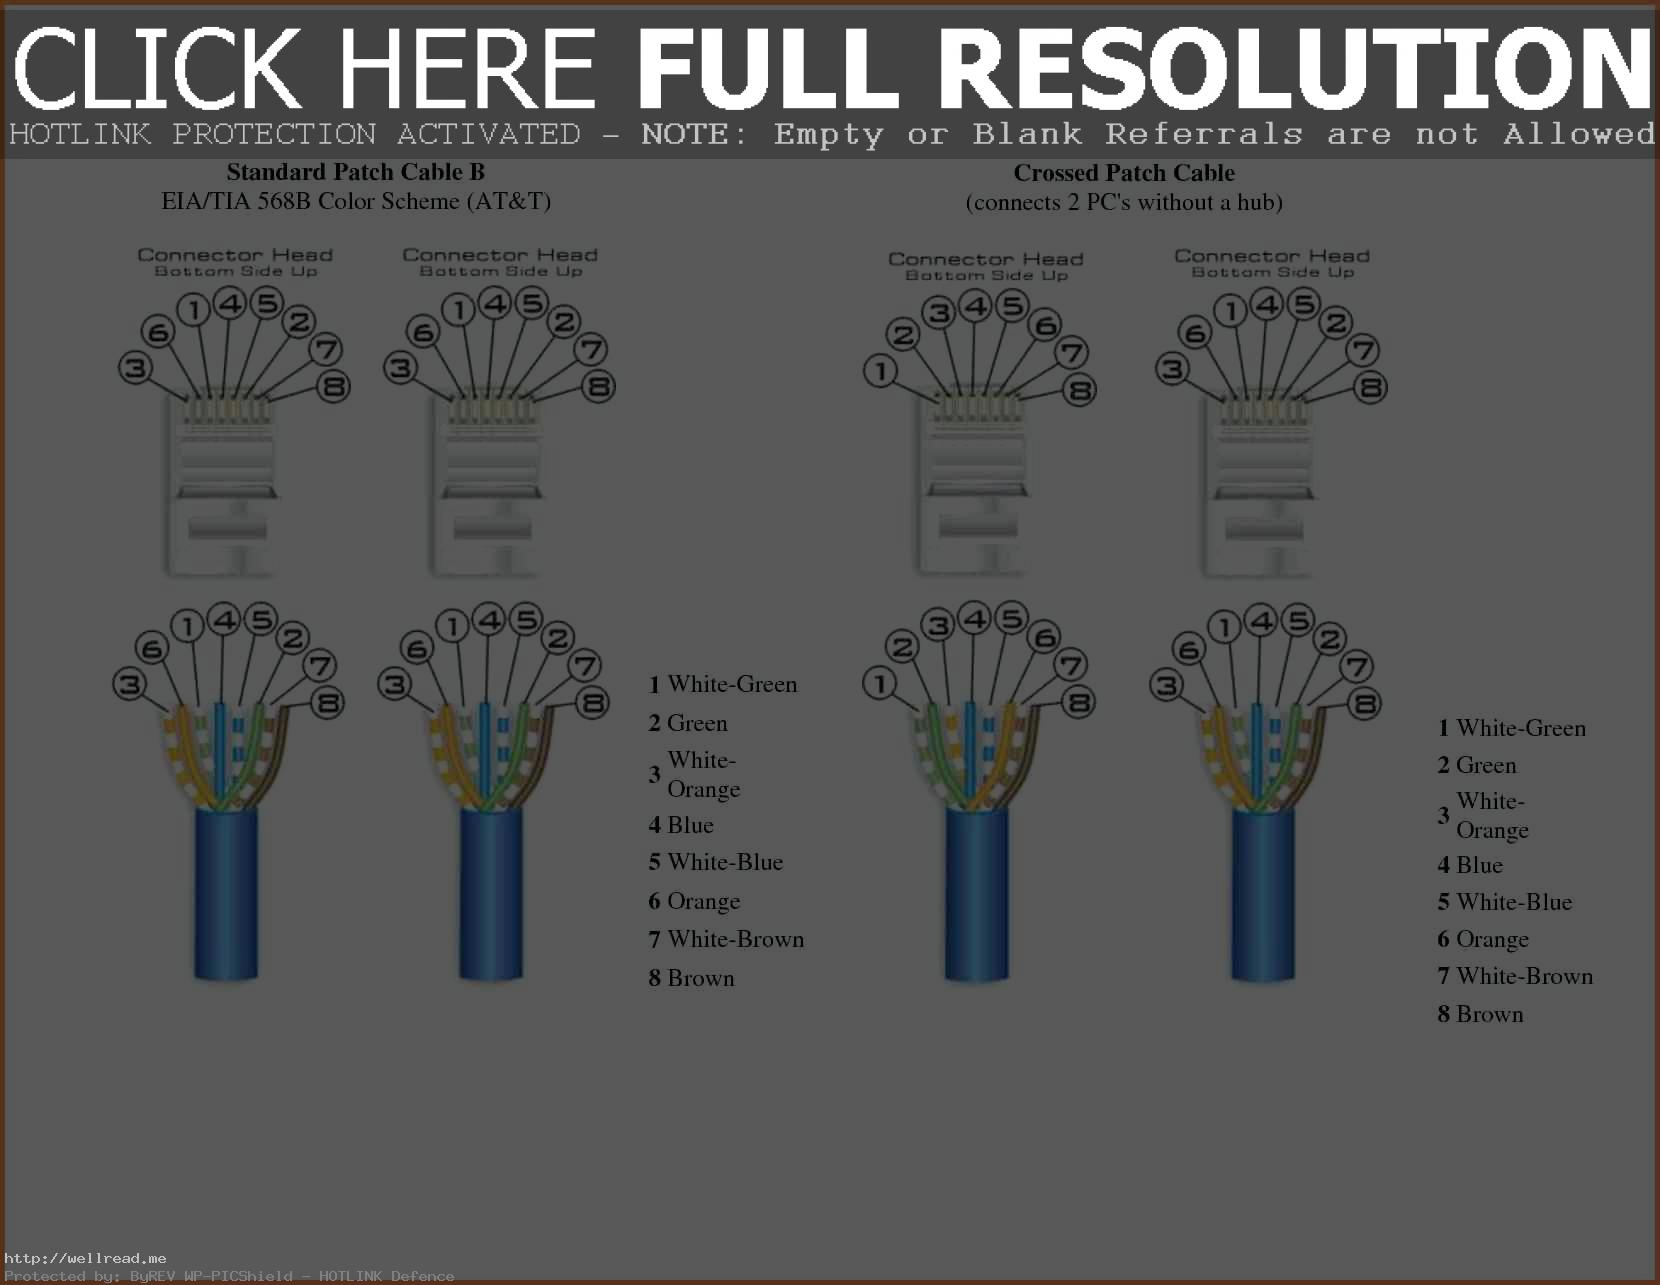 CLICK HERE FULL RESOLUTION
HOTLINK PROTECTION ACTIVATED - NOTE: Empty or Blank Referrals are not Allowed
Standard Patch Cable B
EIA/TIA 568B Color Scheme (AT&T)
Connector Head
Bottom Side Up
3 6 1 4 5 2 7 8
Connector Head
Bottom Side Up
3 6 1 4 5 2 7 8
3 6 1 4 5 2 7 8
3 6 1 4 5 2 7 8
1 White-Green
2 Green
3 White-
Orange
4 Blue
5 White-Blue
6 Orange
7 White-Brown
8 Brown
Crossed Patch Cable
(connects 2 PC's without a hub)
Connector Head
Bottom Side Up
1 2 3 4 5 6 7 8
Connector Head
Bottom Side Up
3 6 1 4 5 2 7 8
1 2 3 4 5 6 7 8
3 6 1 4 5 2 7 8
1 White-Green
2 Green
3 White-
Orange
4 Blue
5 White-Blue
6 Orange
7 White-Brown
8 Brown
http://wellread.me
Protected by: ByREV WP-PICShield - HOTLINK Defence